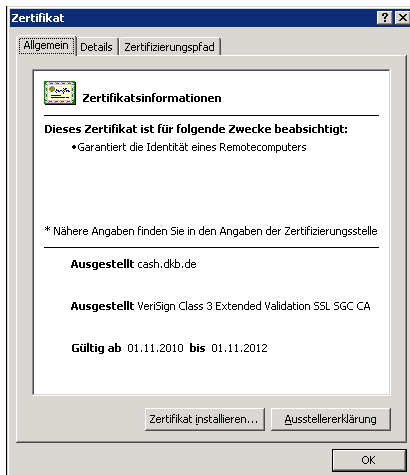 Zertifikat
Allgemein Details Zertifizierungspfad
Zertifikatsinformationen
Dieses Zertifikat ist für folgende Zwecke beabsichtigt:
•Garantiert die Identität eines Remotecomputers
* Nähere Angaben finden Sie in den Angaben der Zertifizierungsstelle
Ausgestellt cash.dkb.de
Ausgestellt VeriSign Class 3 Extended Validation SSL SGC CA
Gültig ab 01.11.2010 bis 01.11.2012
Zertifikat installieren... Ausstellererklärung
OK